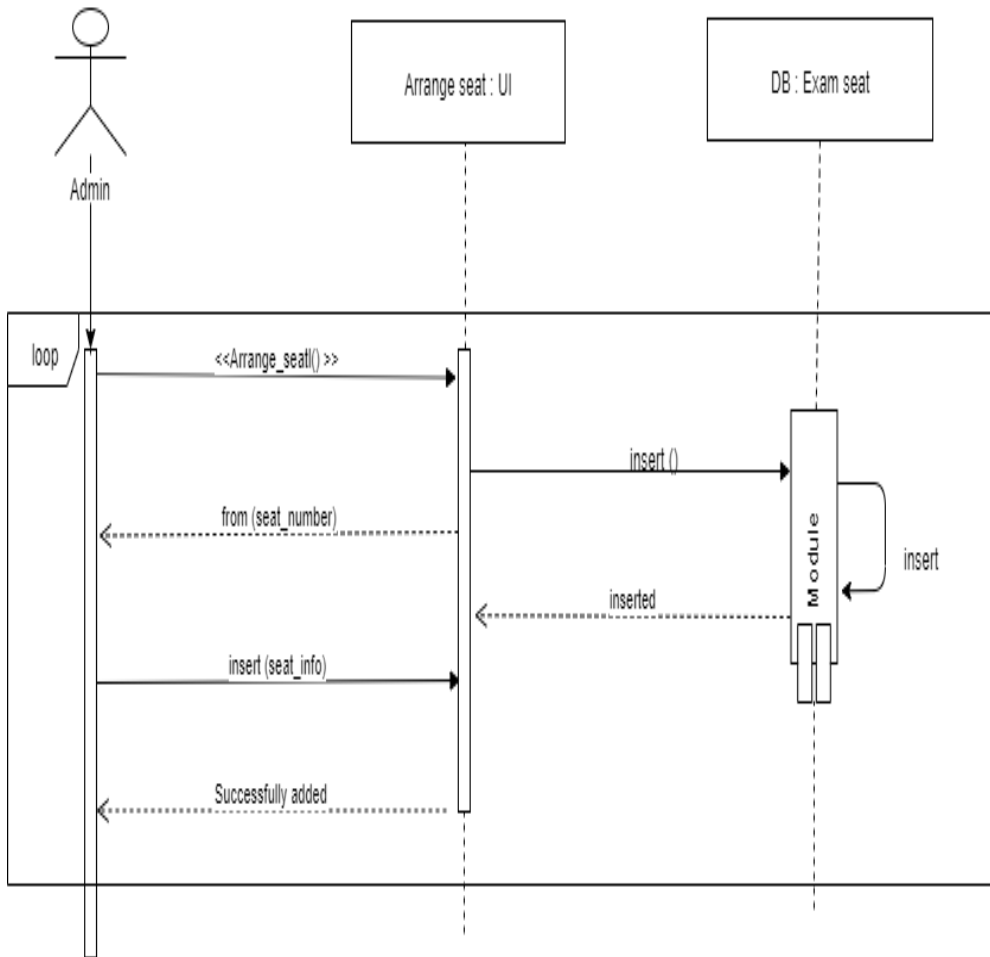 Arrange seat : UI
DB : Exam seat
Admin
loop
<<Arrange_seatl() >>
insert ()
from (seat_number)
Module
insert
inserted
insert (seat_info)
Successfully added